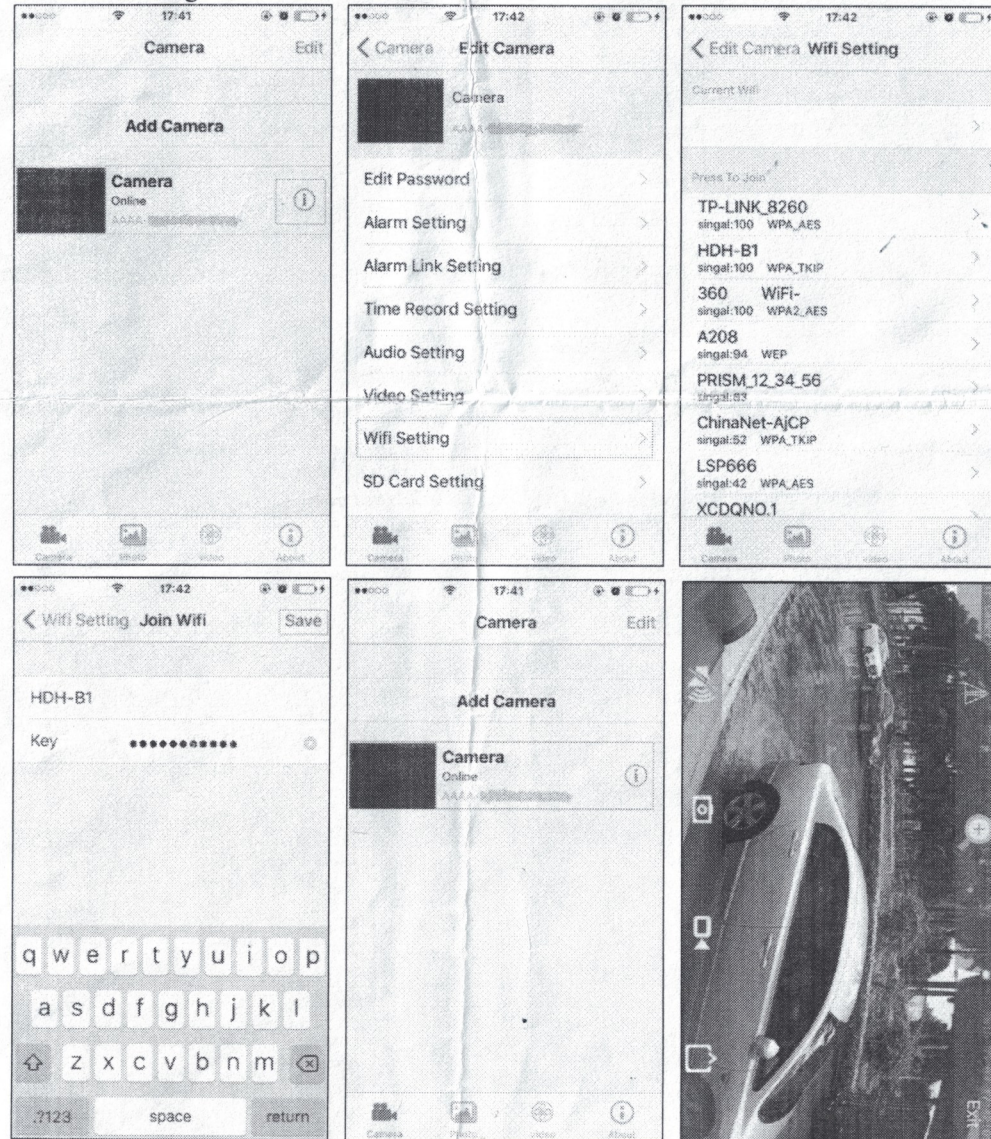 17:41
Camera Edit
Add Camera
Camera
Online
AAAA-
Camera Photo Video About
17:42
Camera Edit Camera
Camera
AAAA-
Edit Password
Alarm Setting
Alarm Link Setting
Time Record Setting
Audio Setting
Video Setting
Wifi Setting
SD Card Setting
Camera Photo Video About
17:42
Edit Camera Wifi Setting
Current Wifi
Press To Join
TP-LINK_8260
singal:100 WPA_AES
HDH-B1
singal:100 WPA_TKIP
360 WiFi-
singal:100 WPA2_AES
A208
singal:94 WEP
PRISM_12_34_56
singal:83
ChinaNet-AjCP
singal:52 WPA_TKIP
LSP666
singal:42 WPA_AES
XCDQNO.1
Camera Photo Video About
17:42
Wifi Setting Join Wifi Save
HDH-B1
Key
q w e r t y u i o p
a s d f g h j k l
z x c v b n m
.?123 space return
17:41
Camera Edit
Add Camera
Camera
Online
AAAA-
Camera Photo Video About
Exit